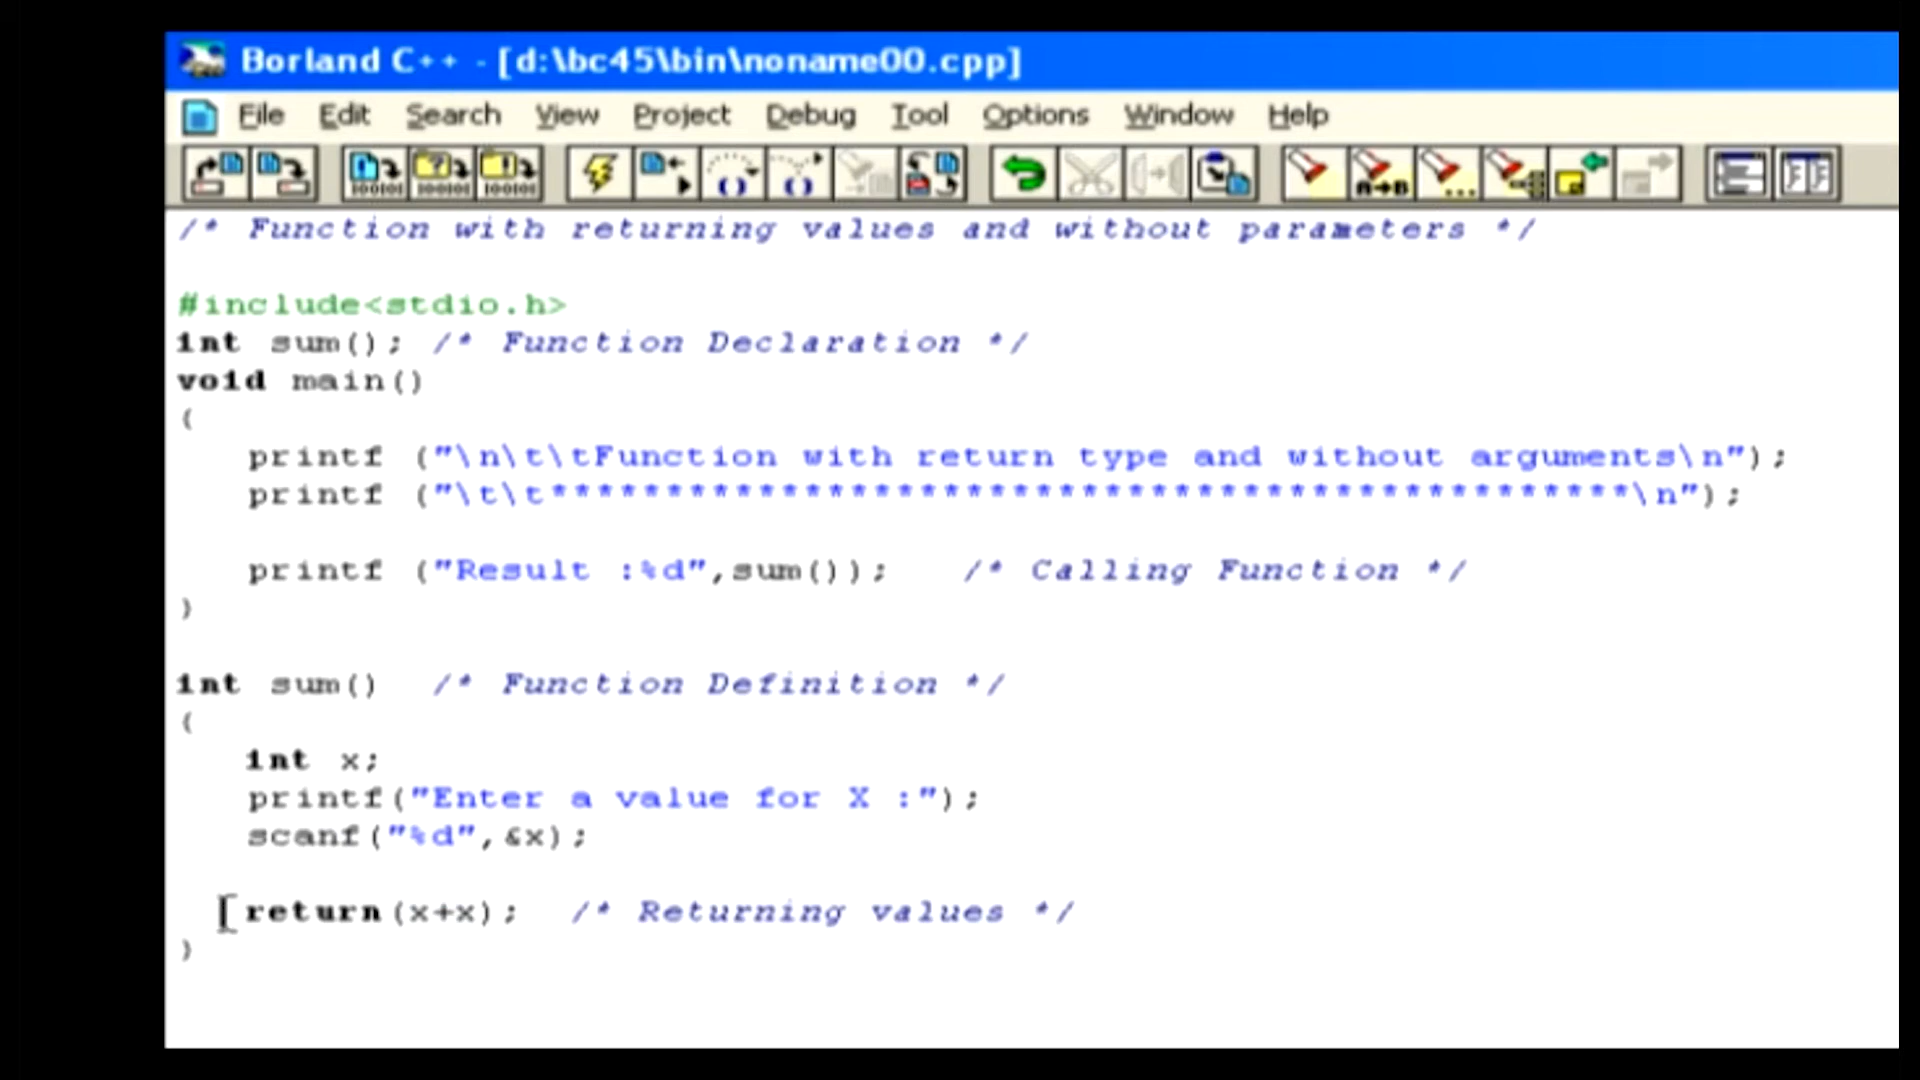 Borland C++ - [d:\bc45\bin\noname00.cpp]
File Edit Search View Project Debug Tool Options Window Help
/* Function with returning values and without parameters */
#include<stdio.h>
int sum(); /* Function Declaration */
void main()
{
printf ("\n\t\tFunction with return type and without arguments\n");
printf ("\t\t***********************************************\n");
printf ("Result :%d",sum()); /* Calling Function */
}
int sum() /* Function Definition */
{
int x;
printf("Enter a value for X :");
scanf("%d",&x);
return(x+x); /* Returning values */
}